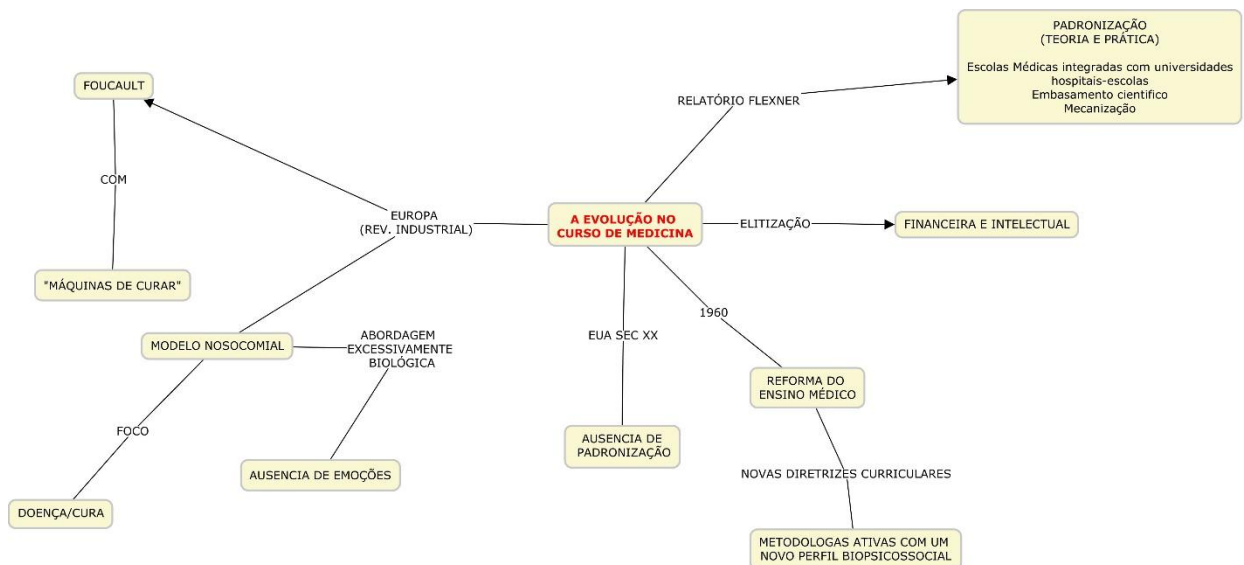 PADRONIZAÇÃO
(TEORIA E PRÁTICA)
Escolas Médicas integradas com universidades
hospitais-escolas
Embasamento cientifico
Mecanização
FOUCAULT
RELATÓRIO FLEXNER
COM
EUROPA
(REV. INDUSTRIAL)
A EVOLUÇÃO NO
CURSO DE MEDICINA
ELITIZAÇÃO
FINANCEIRA E INTELECTUAL
"MÁQUINAS DE CURAR"
MODELO NOSOCOMIAL
ABORDAGEM
EXCESSIVAMENTE
BIOLÓGICA
EUA SEC XX
1960
REFORMA DO
ENSINO MÉDICO
FOCO
AUSENCIA DE EMOÇÕES
AUSENCIA DE
PADRONIZAÇÃO
NOVAS DIRETRIZES CURRICULARES
DOENÇA/CURA
METODOLOGAS ATIVAS COM UM
NOVO PERFIL BIOPSICOSSOCIAL